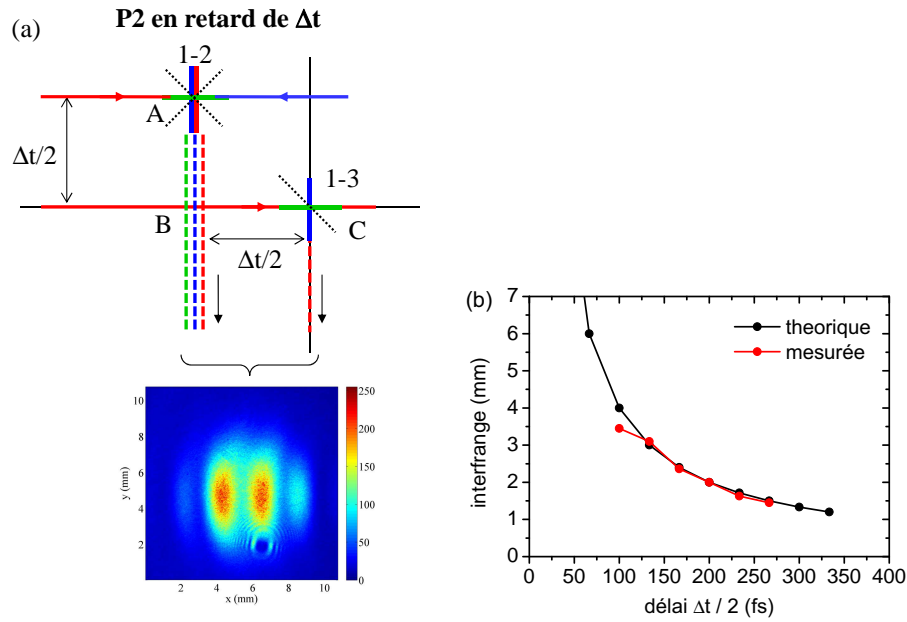 (a)
P2 en retard de Δt
1-2
A
Δt/2
1-3
B
C
Δt/2
10
8
6
4
2
y (mm)
2
4
6
8
10
x (mm)
250
200
150
100
50
0
(b)
7
6
5
4
3
2
1
0
interfrange (mm)
theorique
mesurée
0
50
100
150
200
250
300
350
400
délai Δt / 2 (fs)